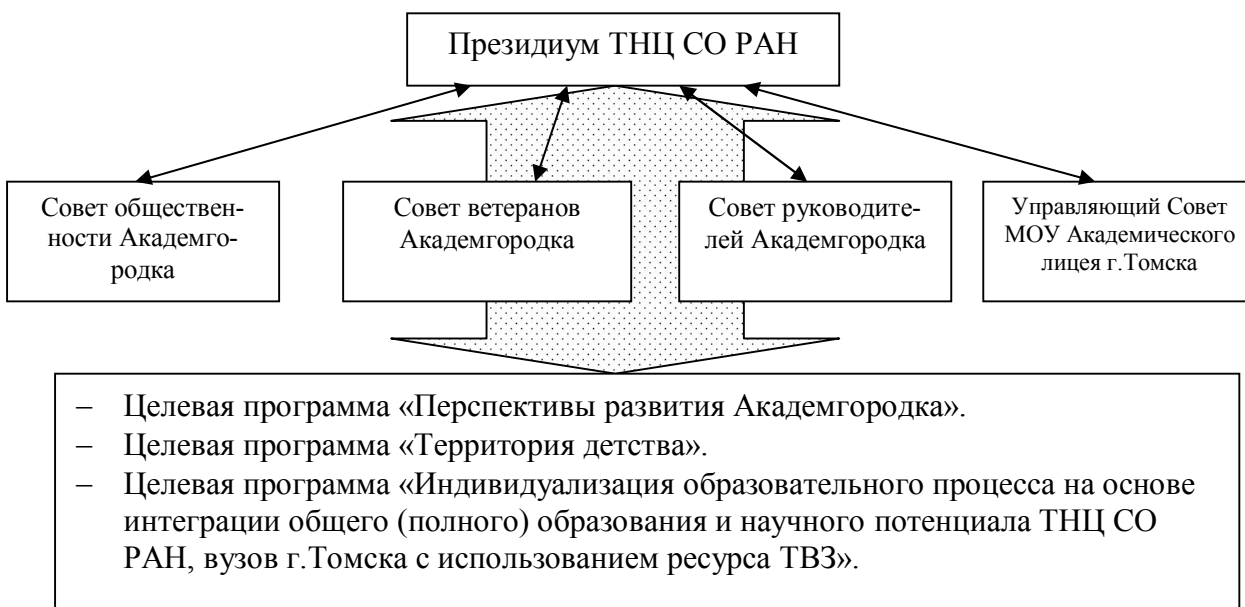 Президиум ТНЦ СО РАН
Совет обществен-
ности Академго-
родка
Совет ветеранов
Академгородка
Совет руководите-
лей Академгородка
Управляющий Совет
МОУ Академического
лицея г.Томска
– Целевая программа «Перспективы развития Академгородка».
– Целевая программа «Территория детства».
– Целевая программа «Индивидуализация образовательного процесса на основе
интеграции общего (полного) образования и научного потенциала ТНЦ СО
РАН, вузов г.Томска с использованием ресурса ТВЗ».